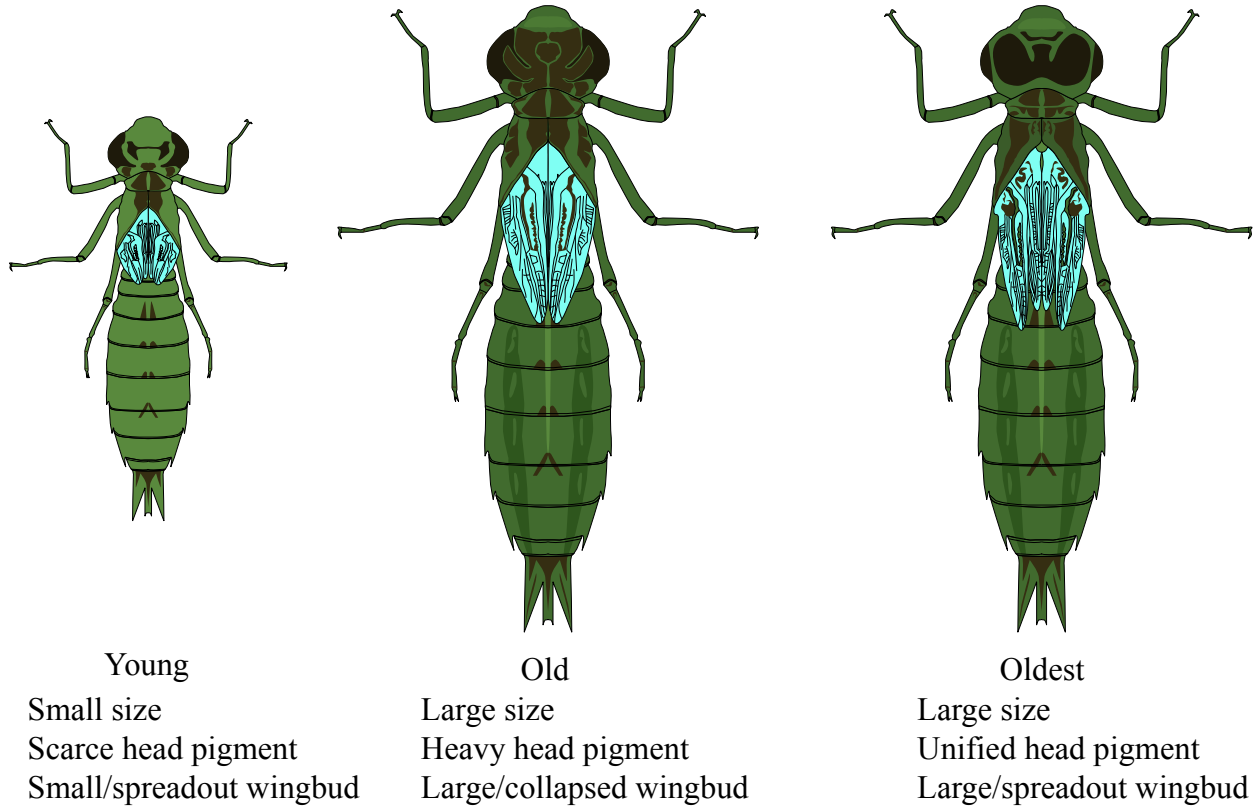 Young
Small size
Scarce head pigment
Small/spreadout wingbud
Old
Large size
Heavy head pigment
Large/collapsed wingbud
Oldest
Large size
Unified head pigment
Large/spreadout wingbud